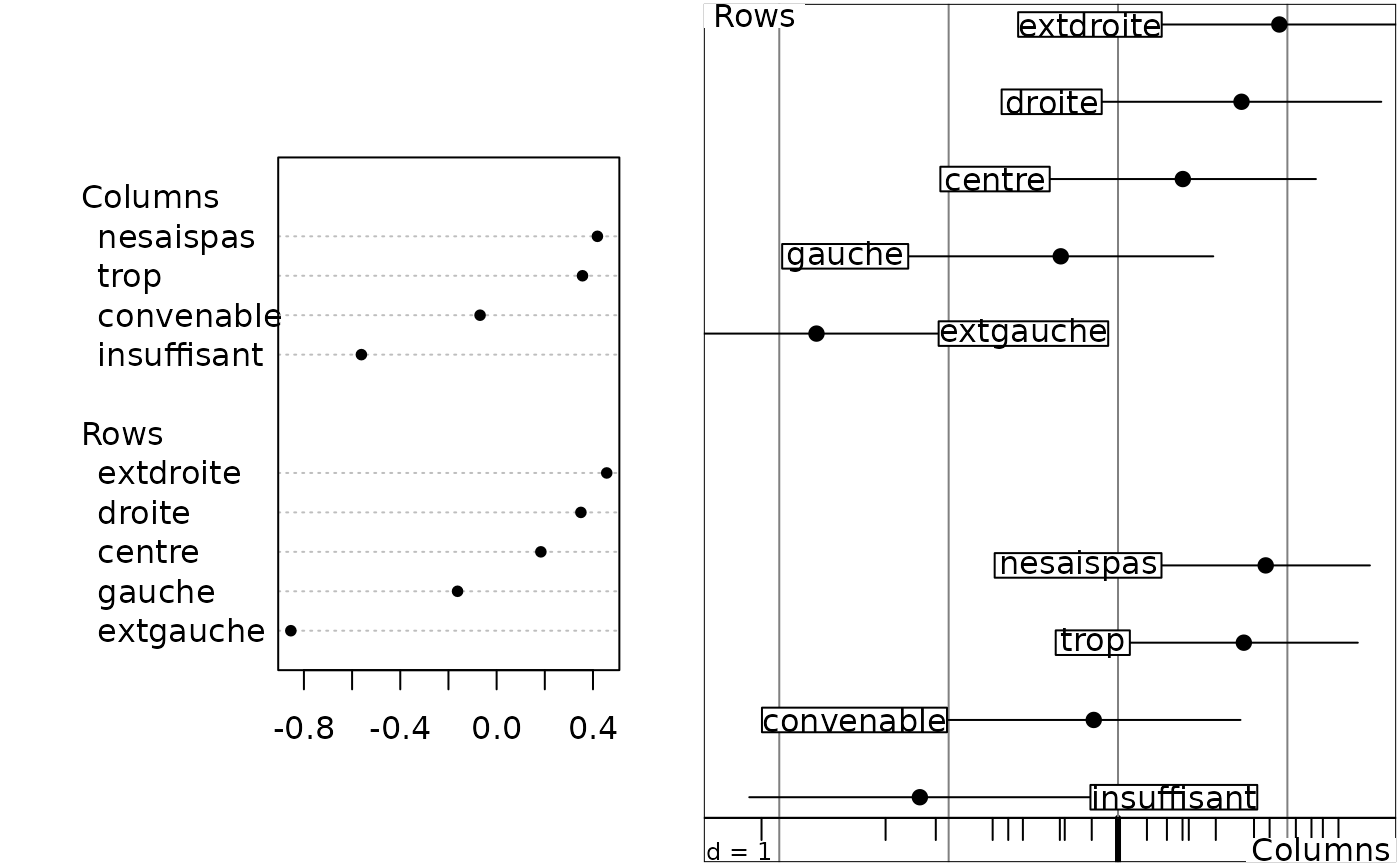 Columns
nesaispas
trop
convenable
insuffisant
Rows
extdroite
droite
centre
gauche
extgauche
-0.8 -0.4 0.0 0.4
Rows
extdroite
droite
centre
gauche
extgauche
nesaispas
trop
convenable
insuffisant
d = 1 Columns